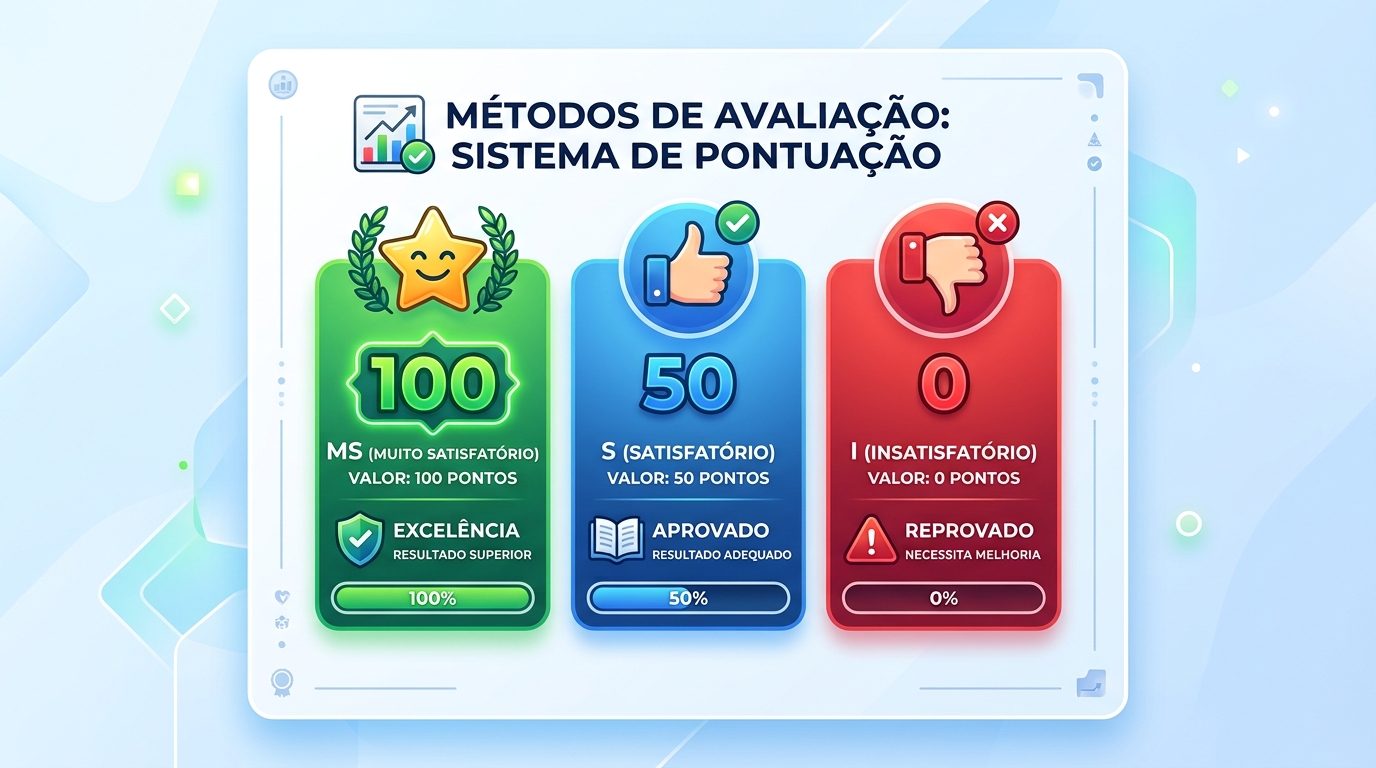 MÉTODOS DE AVALIAÇÃO:
SISTEMA DE PONTUAÇÃO
100
MS (MUITO SATISFATÓRIO)
VALOR: 100 PONTOS
EXCELÊNCIA
RESULTADO SUPERIOR
100%
50
S (SATISFATÓRIO)
VALOR: 50 PONTOS
APROVADO
RESULTADO ADEQUADO
50%
0
I (INSATISFATÓRIO)
VALOR: 0 PONTOS
REPROVADO
NECESSITA MELHORIA
0%